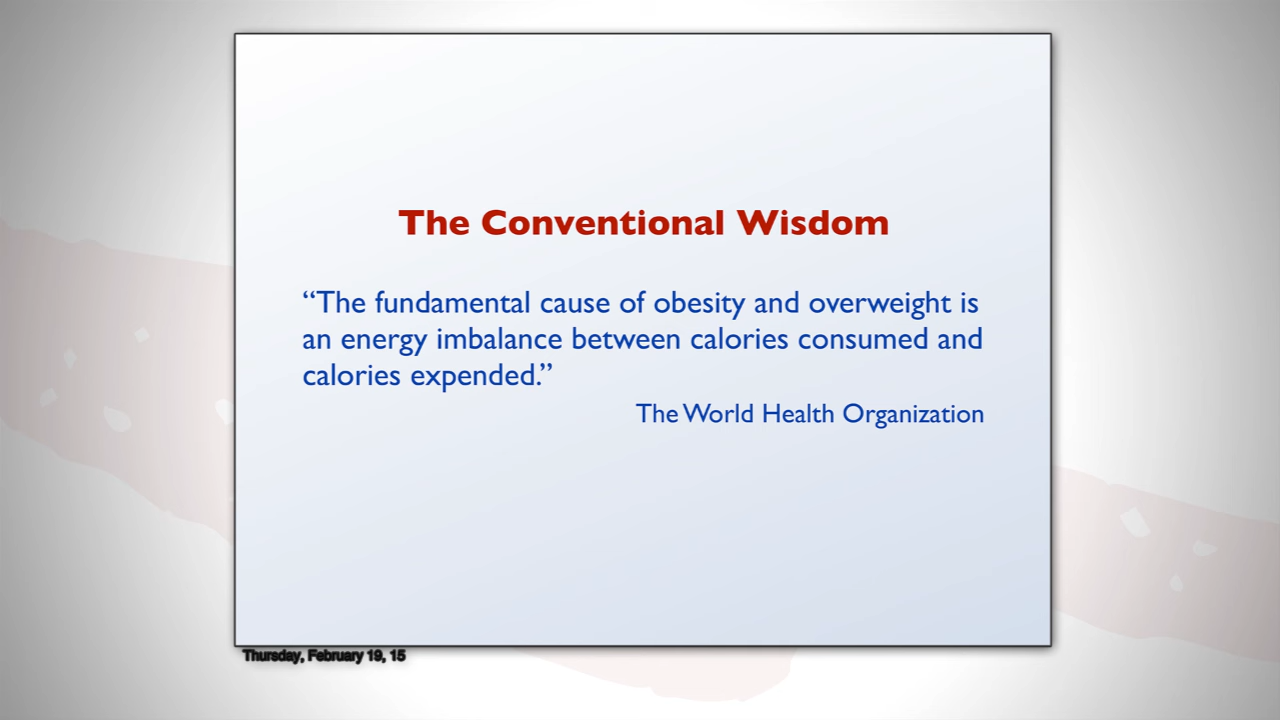 The Conventional Wisdom
“The fundamental cause of obesity and overweight is
an energy imbalance between calories consumed and
calories expended.”
The World Health Organization
Thursday, February 19, 15